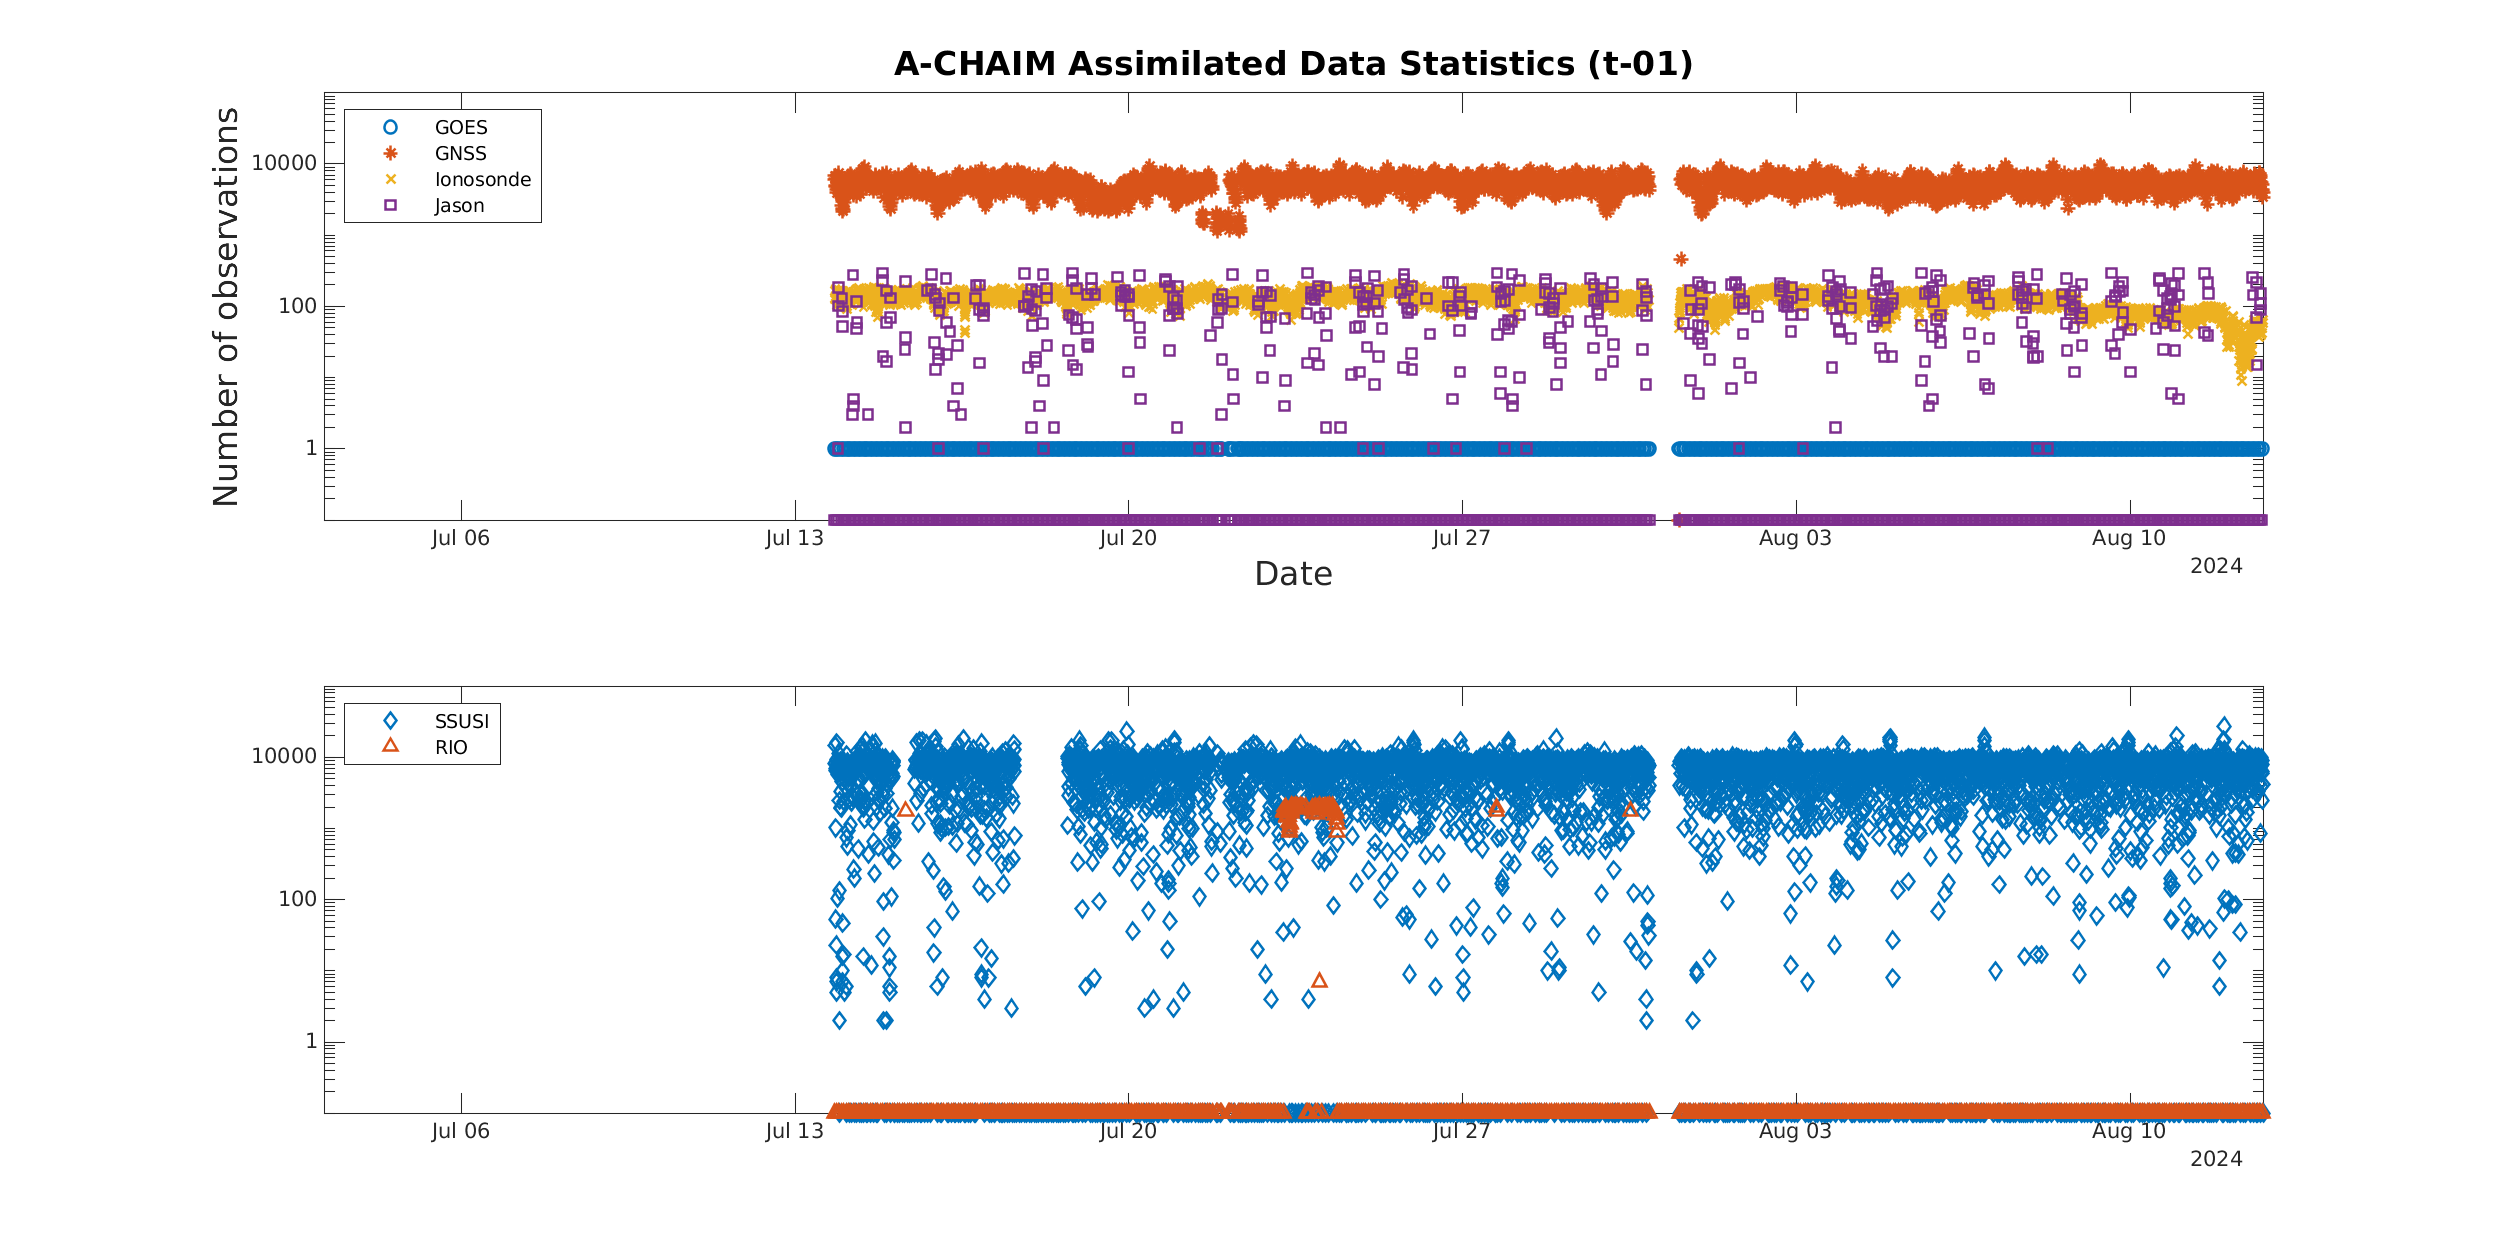 A-CHAIM Assimilated Data Statistics (t-01)
Number of observations
10000
100
1
GOES
GNSS
Ionosonde
Jason
Jul 06
Jul 13
Jul 20
Jul 27
Aug 03
Aug 10
2024
Date
10000
100
1
SSUSI
RIO
Jul 06
Jul 13
Jul 20
Jul 27
Aug 03
Aug 10
2024